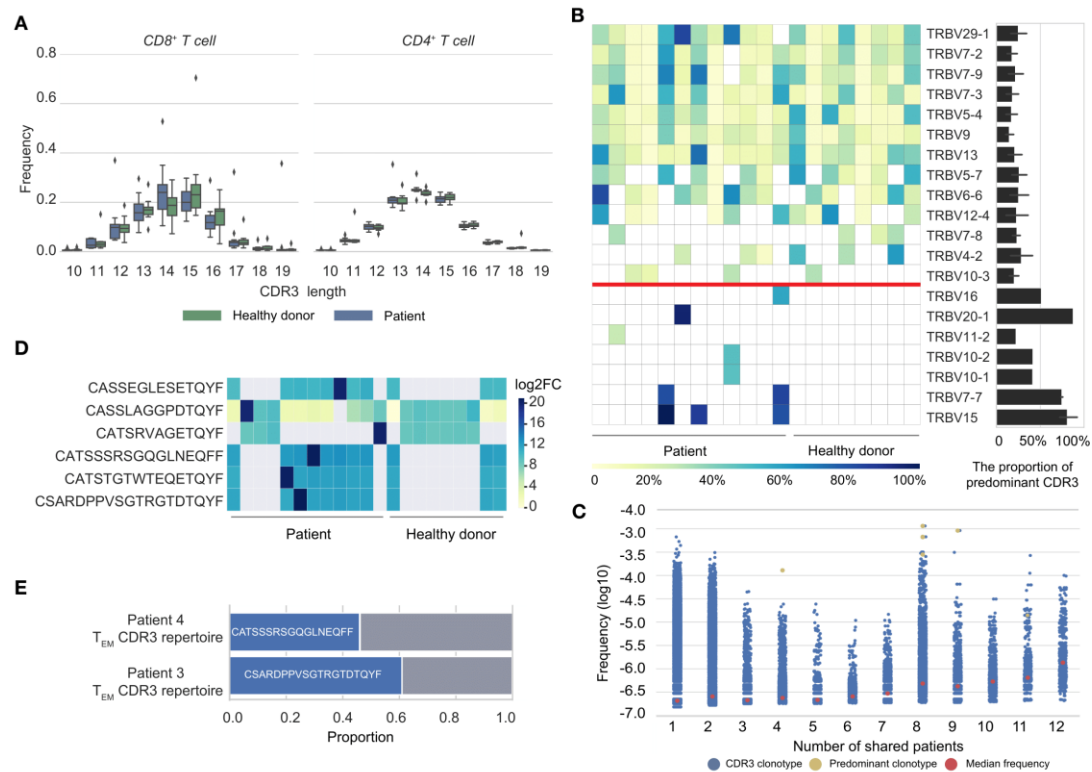 A
CD8⁺ T cell
CD4⁺ T cell
0.8
0.6
0.4
0.2
0.0
Frequency
10 11 12 13 14 15 16 17 18 19
10 11 12 13 14 15 16 17 18 19
CDR3 length
Healthy donor
Patient
B
TRBV29-1
TRBV7-2
TRBV7-9
TRBV7-3
TRBV5-4
TRBV9
TRBV13
TRBV5-7
TRBV6-6
TRBV12-4
TRBV7-8
TRBV4-2
TRBV10-3
TRBV16
TRBV20-1
TRBV11-2
TRBV10-2
TRBV10-1
TRBV7-7
TRBV15
Patient
Healthy donor
0 20% 40% 60% 80% 100%
0 50% 100%
The proportion of
predominant CDR3
D
CASSEGLESETQYF
CASSLAGGPDTQYF
CATSRVAGETQYF
CATSSSRSGQGLNEQFF
CATSTGTWTEQETQYF
CSARDPPVSGTRGTDTQYF
log2FC
20
16
12
8
4
0
Patient
Healthy donor
C
-4.0
-3.0
-3.5
-4.0
-4.5
-5.0
-5.5
-6.0
-6.5
-7.0
Frequency (log10)
1 2 3 4 5 6 7 8 9 10 11 12
Number of shared patients
CDR3 clonotype
Predominant clonotype
Median frequency
E
Patient 4
T_EM CDR3 repertoire
CATSSSRSGQGLNEQFF
Patient 3
T_EM CDR3 repertoire
CSARDPPVSGTRGTDTQYF
0.0 0.2 0.4 0.6 0.8 1.0
Proportion